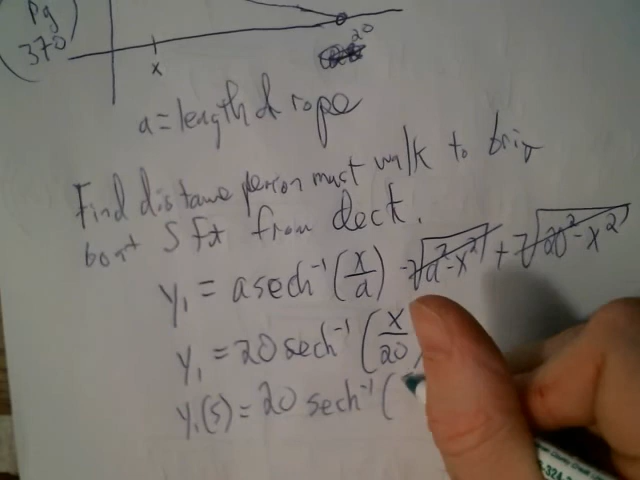 Pg
370
x
20
a = length of rope
Find distance person must walk to bring
boat 5 ft from dock.
y₁ = a sech⁻¹(x/a) - √(a² - x²) + √(20² - x²)
y₁ = 20 sech⁻¹(x/20)
y₁(5) = 20 sech⁻¹(